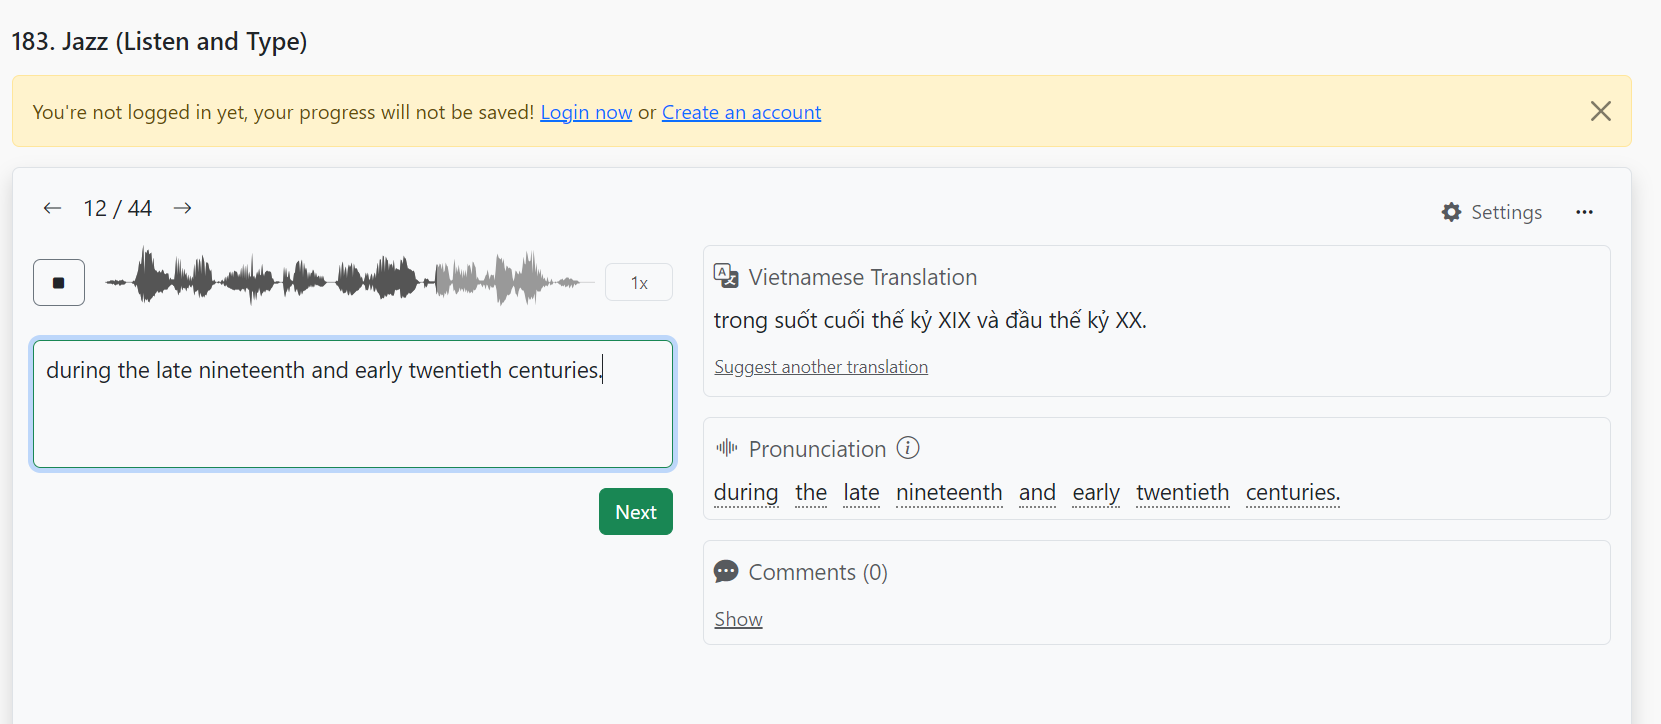 183. Jazz (Listen and Type)
You're not logged in yet, your progress will not be saved! Login now or Create an account
12 / 44
Settings
1x
during the late nineteenth and early twentieth centuries.
Next
Vietnamese Translation
trong suốt cuối thế kỷ XIX và đầu thế kỷ XX.
Suggest another translation
Pronunciation
during the late nineteenth and early twentieth centuries.
Comments (0)
Show